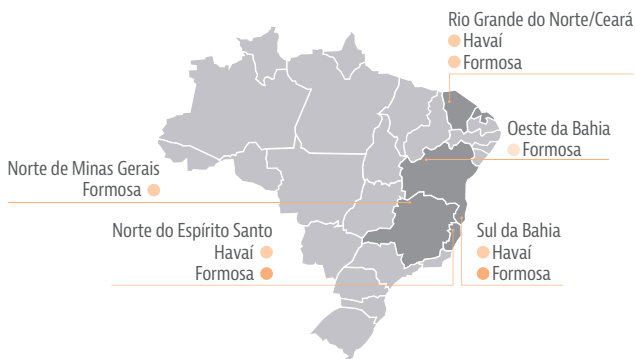 Rio Grande do Norte/Ceará
Havaí
Formosa
Oeste da Bahia
Formosa
Norte de Minas Gerais
Formosa
Norte do Espírito Santo
Havaí
Formosa
Sul da Bahia
Havaí
Formosa